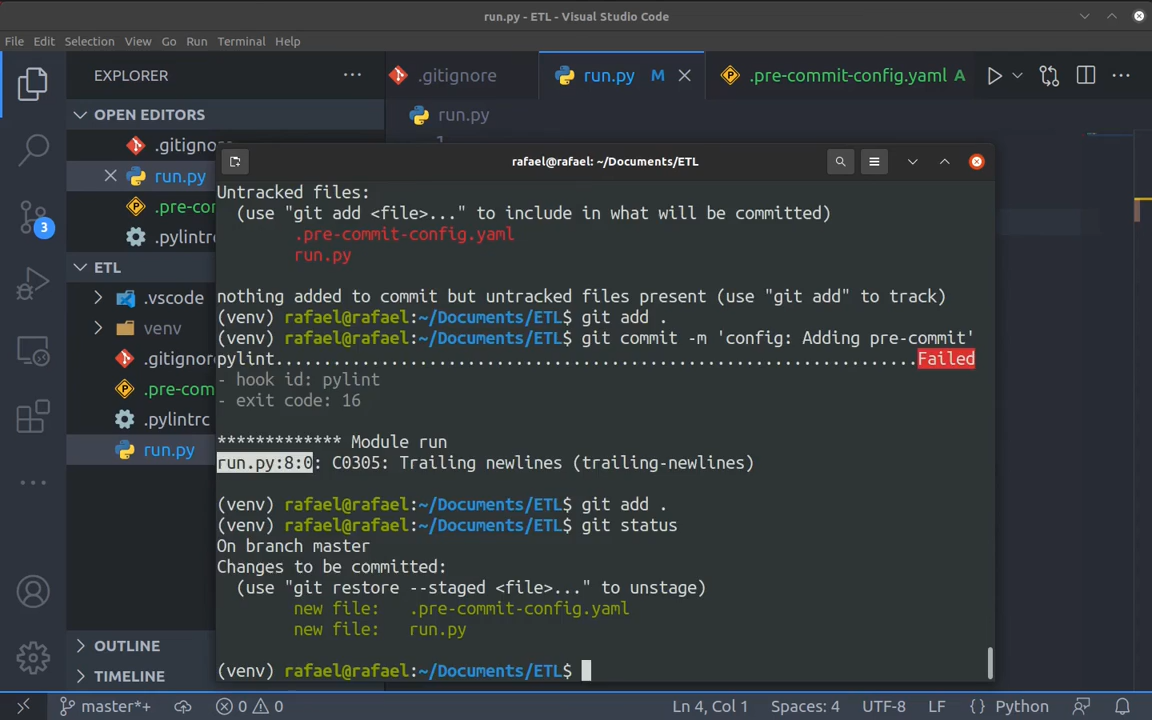 run.py - ETL - Visual Studio Code
File Edit Selection View Go Run Terminal Help
EXPLORER
.gitignore
run.py M
.pre-commit-config.yaml A
OPEN EDITORS
run.py
.gitigno
run.py
.pre-co
.pylintrc
3
ETL
.vscode
venv
.gitignor
.pre-com
.pylintrc
run.py
OUTLINE
TIMELINE
rafael@rafael: ~/Documents/ETL
Untracked files:
(use "git add <file>..." to include in what will be committed)
.pre-commit-config.yaml
run.py
nothing added to commit but untracked files present (use "git add" to track)
(venv) rafael@rafael:~/Documents/ETL$ git add .
(venv) rafael@rafael:~/Documents/ETL$ git commit -m 'config: Adding pre-commit'
pylint...................................................................Failed
- hook id: pylint
- exit code: 16
************* Module run
run.py:8:0: C0305: Trailing newlines (trailing-newlines)
(venv) rafael@rafael:~/Documents/ETL$ git add .
(venv) rafael@rafael:~/Documents/ETL$ git status
On branch master
Changes to be committed:
(use "git restore --staged <file>..." to unstage)
new file: .pre-commit-config.yaml
new file: run.py
(venv) rafael@rafael:~/Documents/ETL$
master*+ 0 0 Ln 4, Col 1 Spaces: 4 UTF-8 LF {} Python